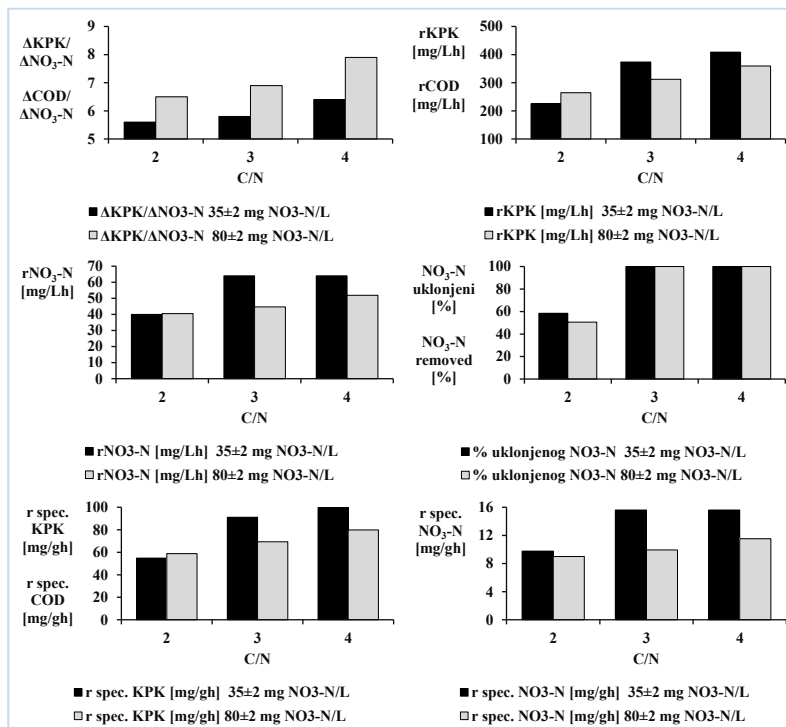 ΔKPK/
ΔNO₃-N
ΔCOD/
ΔNO₃-N
9
8
7
6
5
2 3 4
C/N
ΔKPK/ΔNO3-N 35±2 mg NO3-N/L
ΔKPK/ΔNO3-N 80±2 mg NO3-N/L
rKPK
[mg/Lh]
rCOD
[mg/Lh]
500
400
300
200
100
2 3 4
C/N
rKPK [mg/Lh] 35±2 mg NO3-N/L
rKPK [mg/Lh] 80±2 mg NO3-N/L
rNO₃-N
[mg/Lh]
70
60
50
40
30
20
10
0
2 3 4
C/N
rNO3-N [mg/Lh] 35±2 mg NO3-N/L
rNO3-N [mg/Lh] 80±2 mg NO3-N/L
NO₃-N
uklonjeni
[%]
NO₃-N
removed
[%]
100
80
60
40
20
0
2 3 4
C/N
% uklonjenog NO3-N 35±2 mg NO3-N/L
% uklonjenog NO3-N 80±2 mg NO3-N/L
r spec.
KPK
[mg/gh]
r spec.
COD
[mg/gh]
100
80
60
40
20
0
2 3 4
C/N
r spec. KPK [mg/gh] 35±2 mg NO3-N/L
r spec. KPK [mg/gh] 80±2 mg NO3-N/L
r spec.
NO₃-N
[mg/gh]
16
12
8
4
0
2 3 4
C/N
r spec. NO3-N [mg/gh] 35±2 mg NO3-N/L
r spec. NO3-N [mg/gh] 80±2 mg NO3-N/L